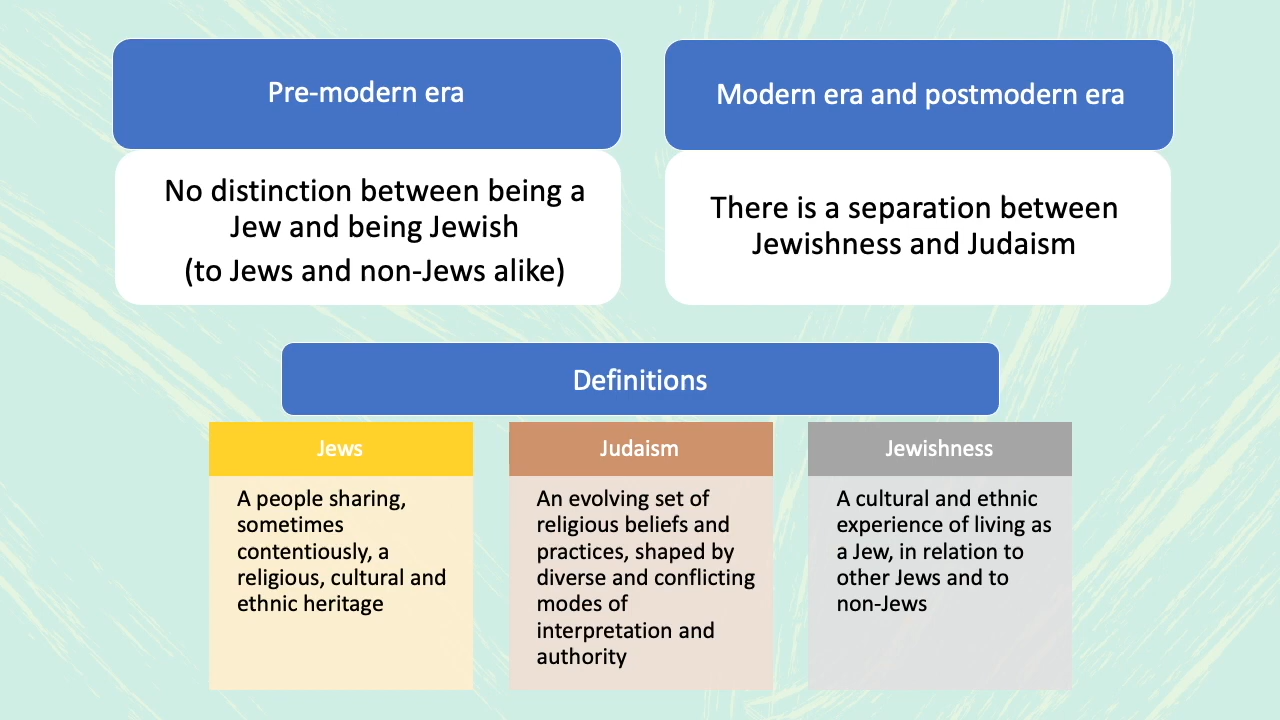 Pre-modern era
No distinction between being a
Jew and being Jewish
(to Jews and non-Jews alike)
Modern era and postmodern era
There is a separation between
Jewishness and Judaism
Definitions
Jews
A people sharing,
sometimes
contentiously, a
religious, cultural and
ethnic heritage
Judaism
An evolving set of
religious beliefs and
practices, shaped by
diverse and conflicting
modes of
interpretation and
authority
Jewishness
A cultural and ethnic
experience of living as
a Jew, in relation to
other Jews and to
non-Jews